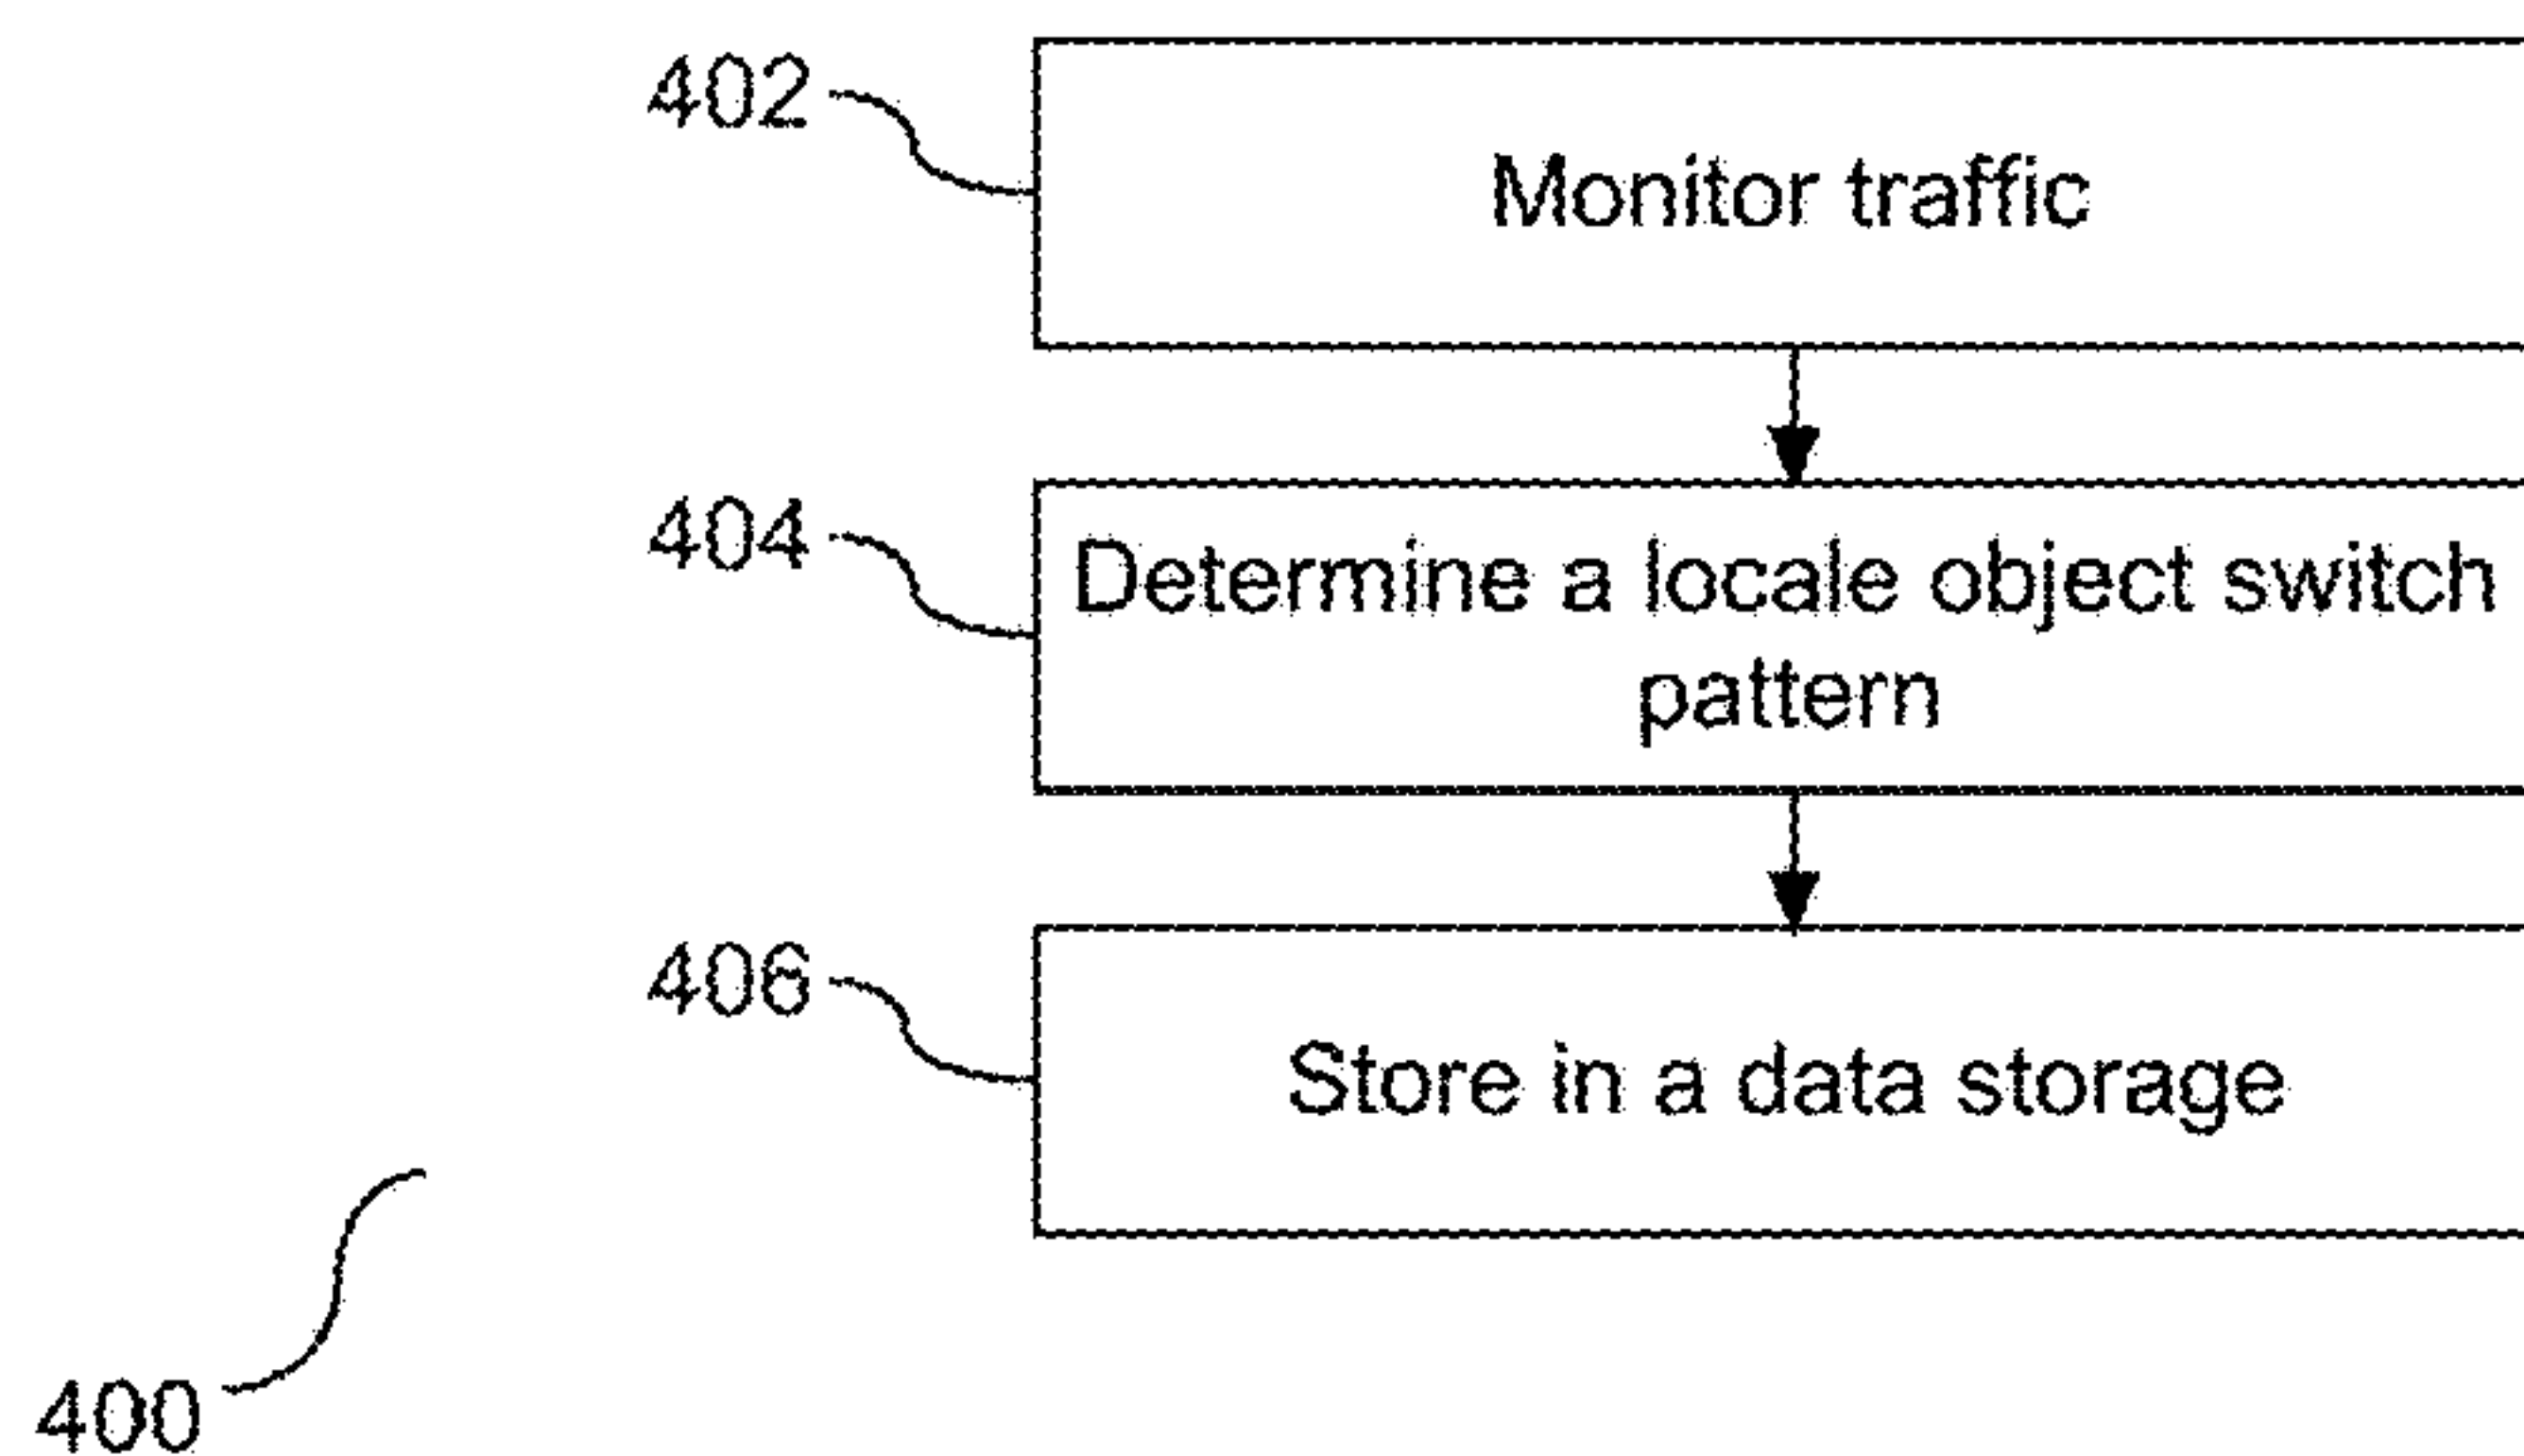 402
Monitor traffic
404
Determine a locale object switch
pattern
406
Store in a data storage
400